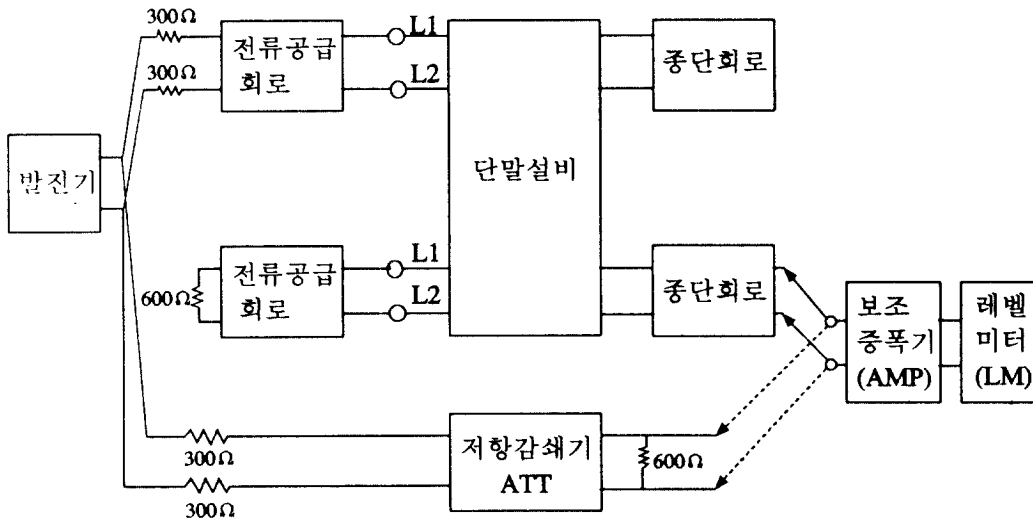 300Ω
300Ω
전류공급
회로
L1
L2
단말설비
종단회로
발진기
600Ω
전류공급
회로
L1
L2
종단회로
보조
증폭기
(AMP)
레벨
미터
(LM)
300Ω
300Ω
저항감쇄기
ATT
600Ω